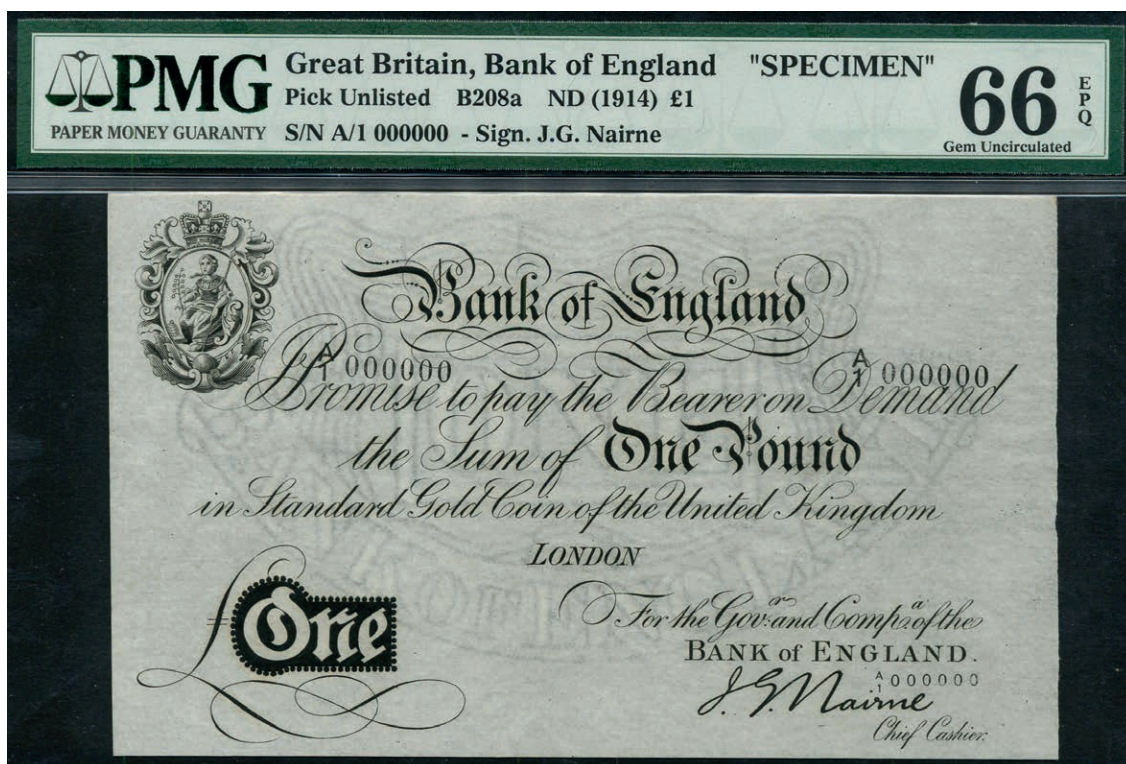 PMG
PAPER MONEY GUARANTY
Great Britain, Bank of England "SPECIMEN"
Pick Unlisted B208a ND (1914) £1
S/N A/1 000000 - Sign. J.G. Nairne
66
EPQ
Gem Uncirculated
Bank of England
A/1 000000 A/1 000000
I Promise to pay the Bearer on Demand
the Sum of One Pound
in Standard Gold Coin of the United Kingdom
LONDON
£One
For the Gov:r and Comp:a of the
BANK of ENGLAND.
A/1 000000
J. G. Nairne
Chief Cashier.